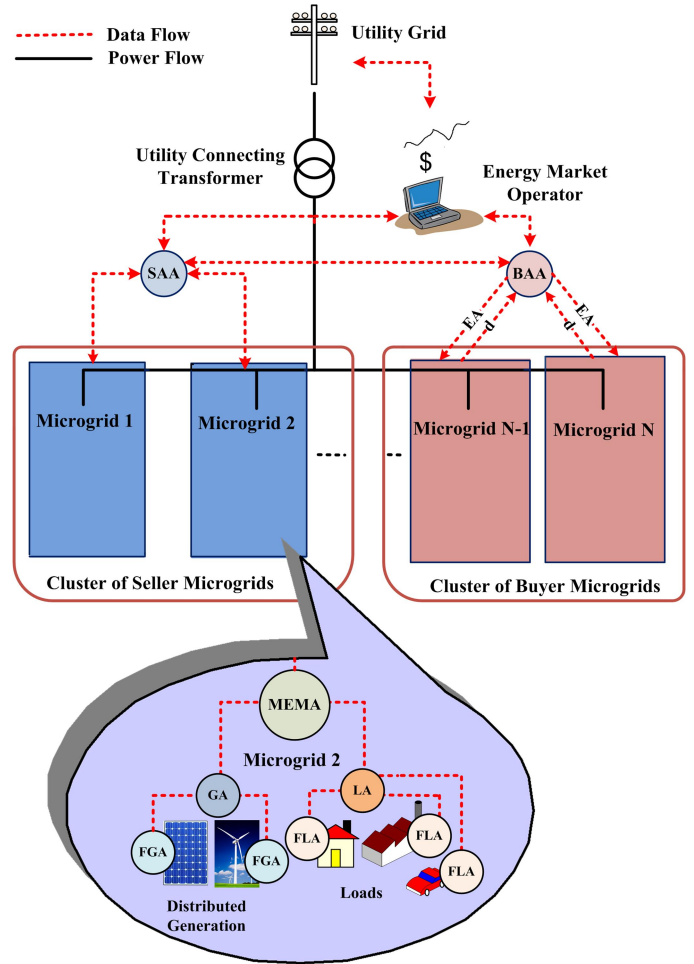 Utility Grid
Data Flow
Power Flow
$
Utility Connecting
Transformer
Energy Market
Operator
SAA
BAA
EA
d
EA
d
Microgrid 1
Microgrid 2
Microgrid N-1
Microgrid N
Cluster of Seller Microgrids
Cluster of Buyer Microgrids
MEMA
Microgrid 2
GA
LA
FGA
FGA
FLA
FLA
FLA
Distributed
Generation
Loads